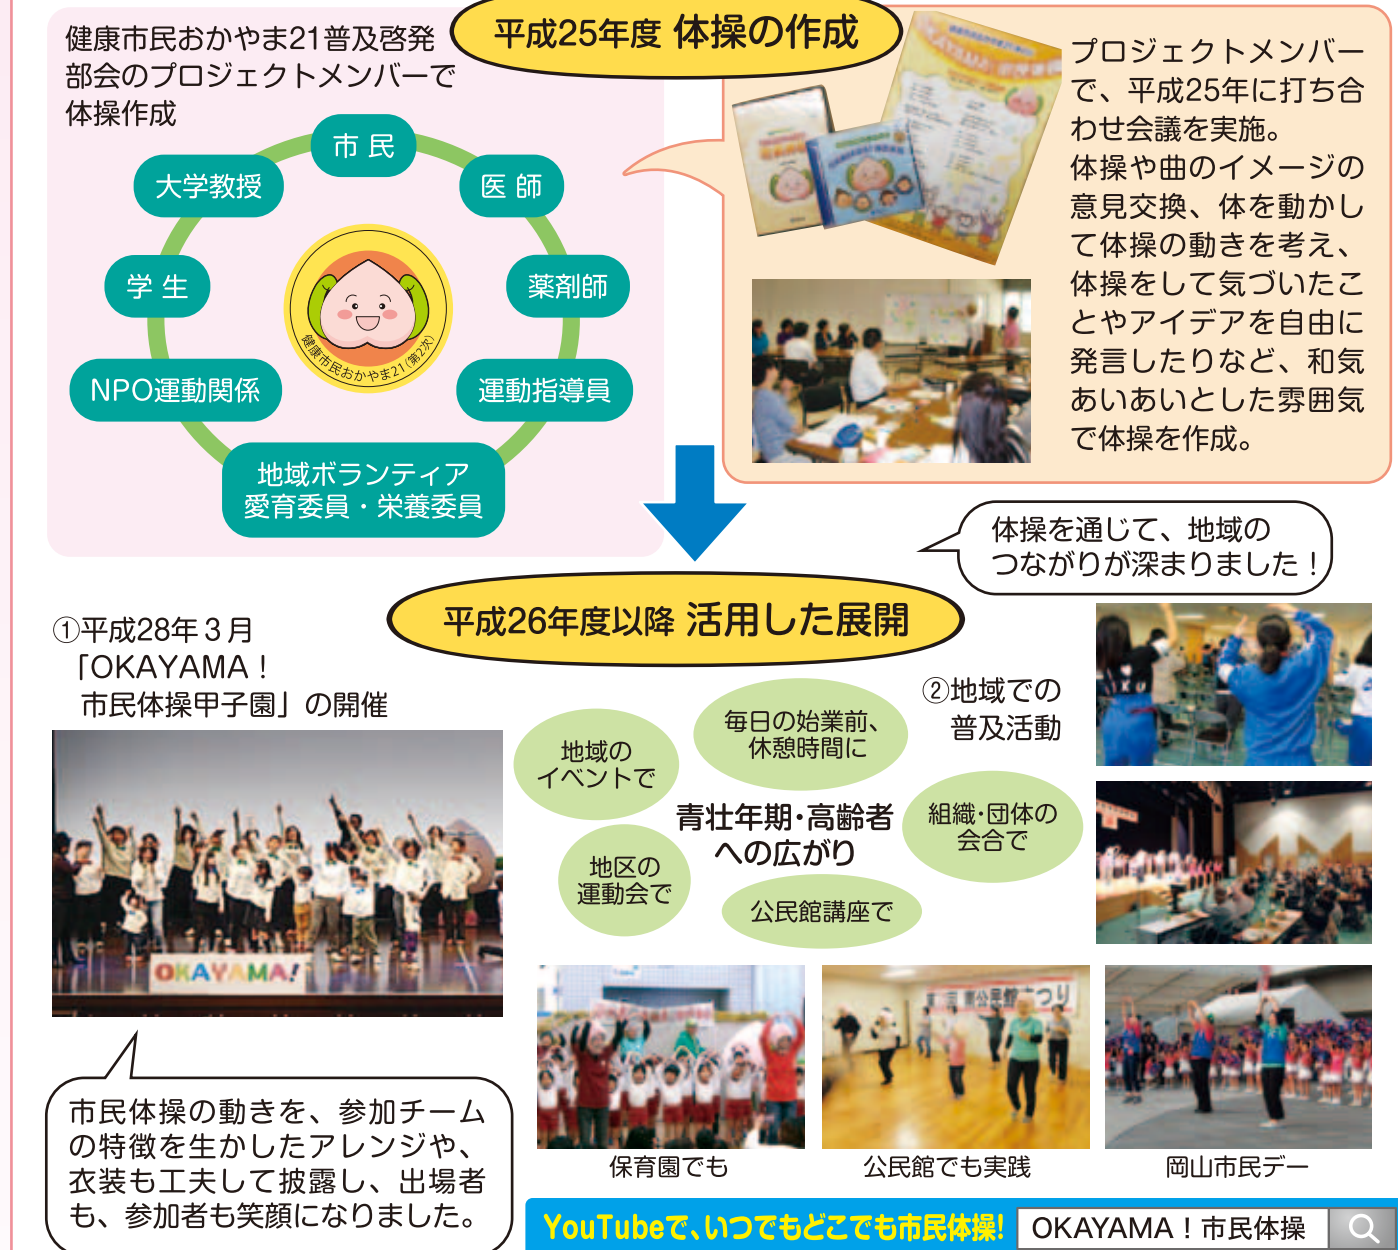 平成25年度 体操の作成
健康市民おかやま21普及啓発
部会のプロジェクトメンバーで
体操作成
市 民
大学教授
医 師
学 生
薬剤師
NPO運動関係
運動指導員
地域ボランティア
愛育委員・栄養委員
健康市民おかやま21(第2次)
プロジェクトメンバー
で、平成25年に打ち合
わせ会議を実施。
体操や曲のイメージの
意見交換、体を動かし
て体操の動きを考え、
体操をして気づいたこ
とやアイデアを自由に
発言したりなど、和気
あいあいとした雰囲気
で体操を作成。
体操を通じて、地域の
つながりが深まりました！
平成26年度以降 活用した展開
①平成28年３月
「OKAYAMA！
市民体操甲子園」の開催
OKAYAMA!
市民体操の動きを、参加チーム
の特徴を生かしたアレンジや、
衣装も工夫して披露し、出場者
も、参加者も笑顔になりました。
②地域での
普及活動
地域の
イベントで
毎日の始業前、
休憩時間に
組織・団体の
会合で
青壮年期・高齢者
への広がり
地区の
運動会で
公民館講座で
南公民館まつり
保育園でも
公民館でも実践
岡山市民デー
YouTubeで、いつでもどこでも市民体操!
OKAYAMA！市民体操